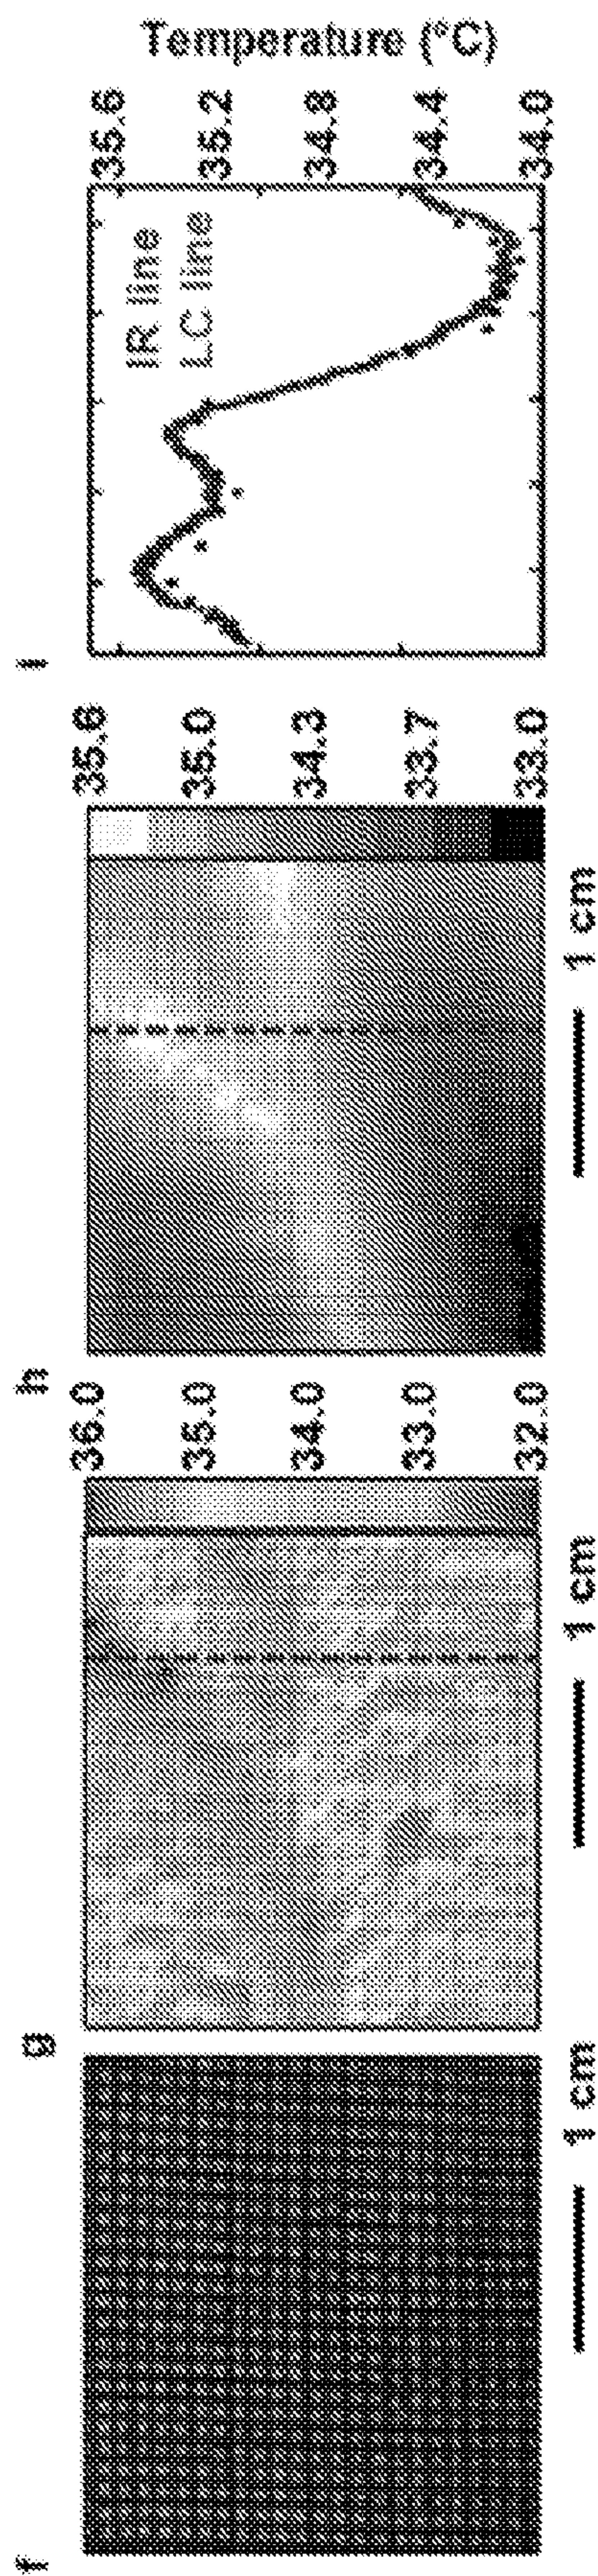 f
1 cm
g
36.0
35.0
34.0
33.0
32.0
1 cm
h
35.6
35.0
34.3
33.7
33.0
1 cm
i
IR line
LC line
35.6
35.2
34.8
34.4
34.0
Temperature (°C)